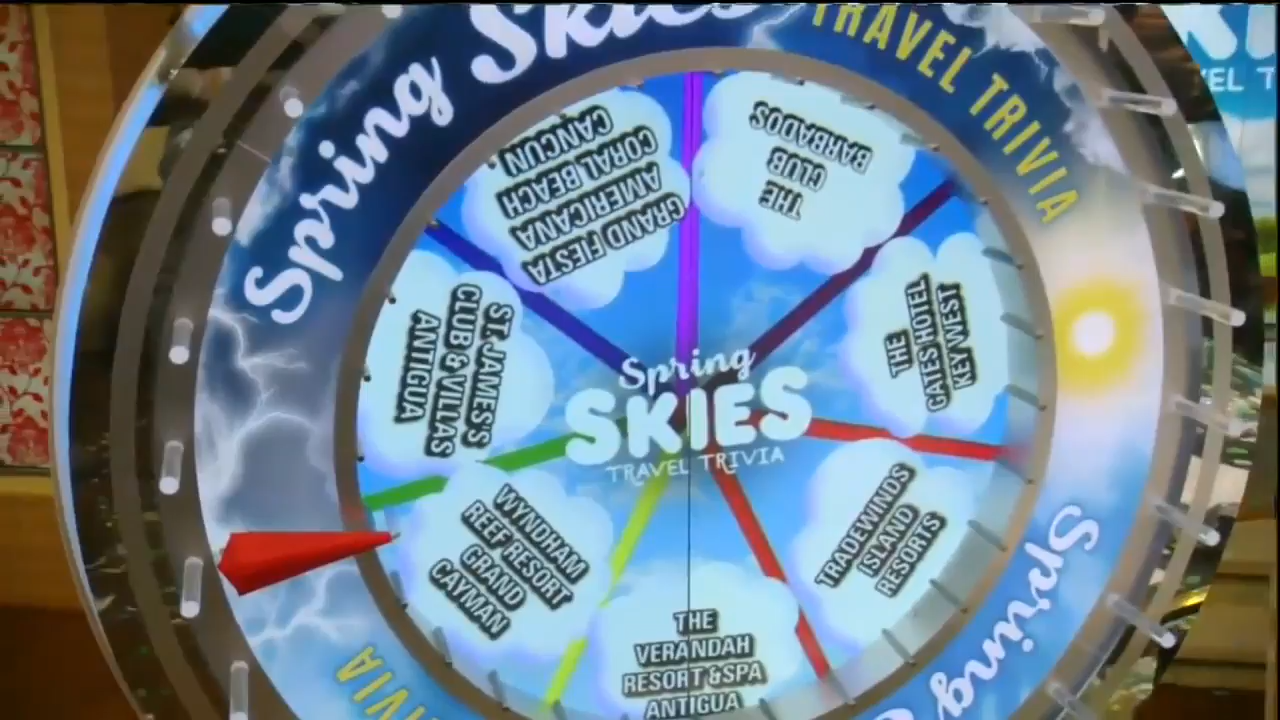 Spring Skies
TRAVEL TRIVIA
GRAND FIESTA
AMERICANA
CORAL BEACH
CANCUN
THE
CLUB
BARBADOS
ST. JAMES'S
CLUB & VILLAS
ANTIGUA
THE
GATES HOTEL
KEY WEST
Spring
SKIES
TRAVEL TRIVIA
WYNDHAM
REEF RESORT
GRAND
CAYMAN
TRADEWINDS
ISLAND
RESORTS
THE
VERANDAH
RESORT & SPA
ANTIGUA
Spring